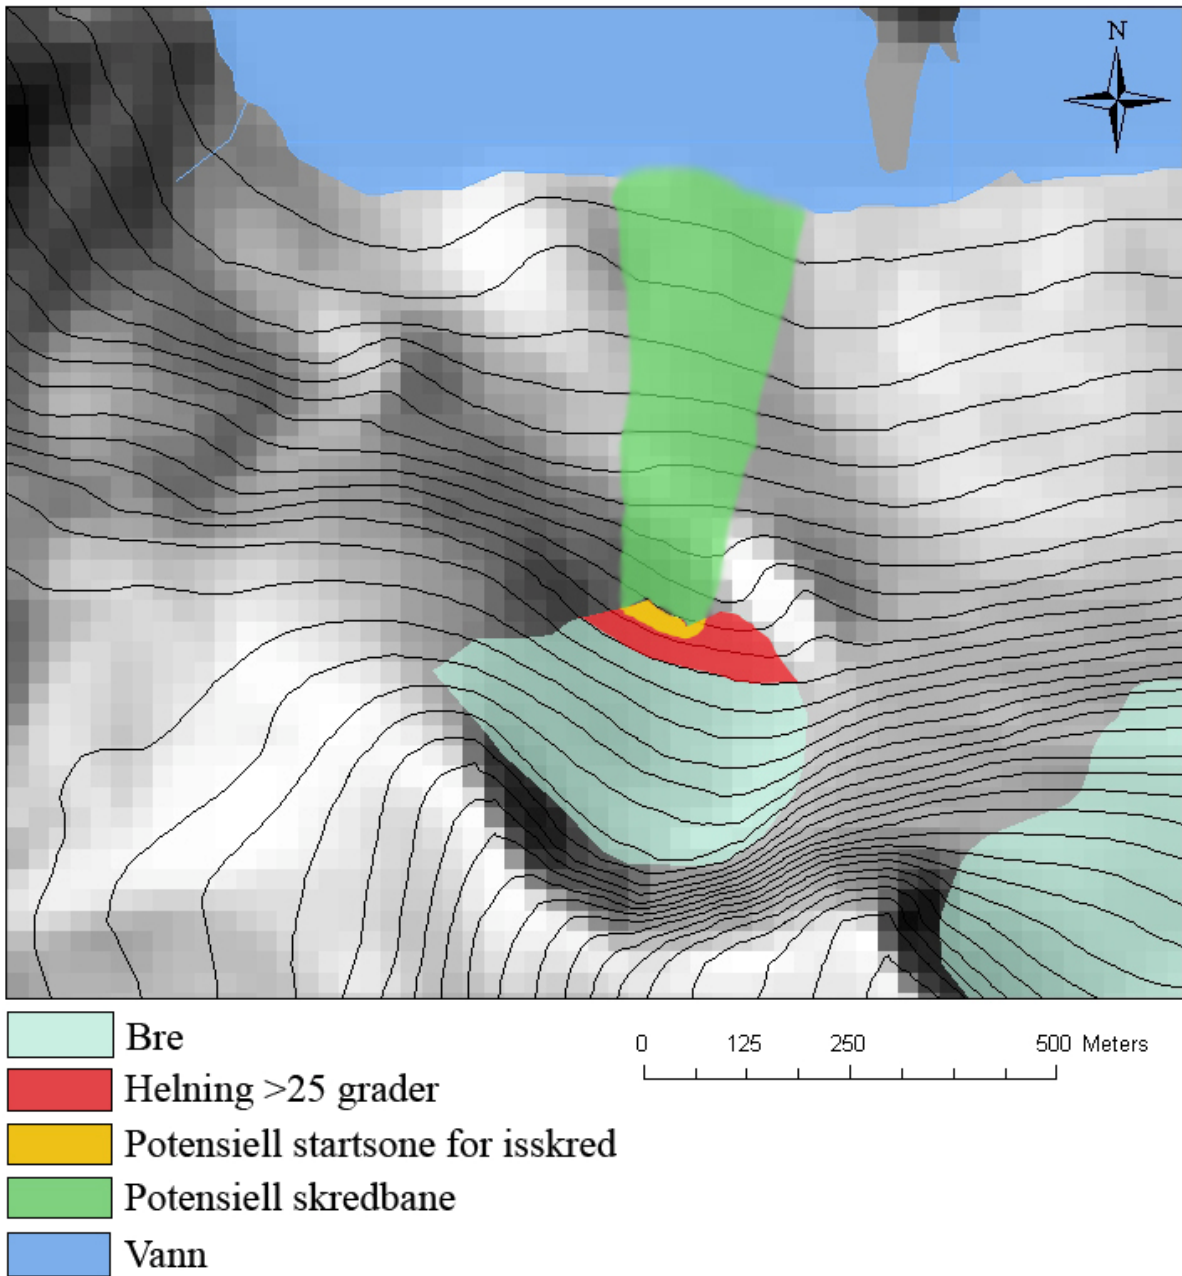 N
Bre
Helning >25 grader
Potensiell startsone for isskred
Potensiell skredbane
Vann
0 125 250 500 Meters